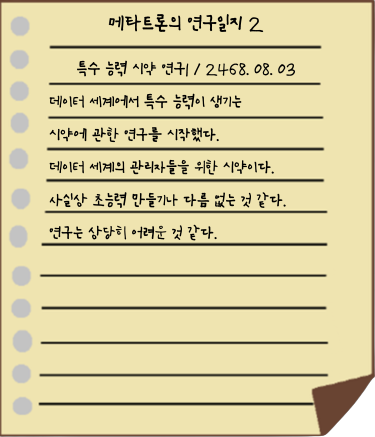 메타트론의 연구일지 2
특수 능력 시약 연구1 / 2468. 08. 03
데이터 세계에서 특수 능력이 생기는
시약에 관한 연구를 시작했다.
데이터 세계의 관리자들을 위한 시약이다.
사실상 초능력 만들기나 다름 없는 것 같다.
연구는 상당히 어려운 것 같다.